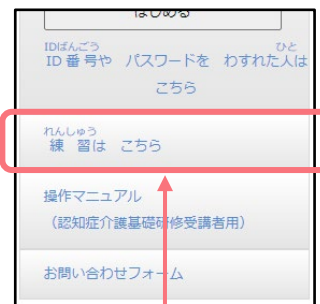 はじめる
IDばんごう ひと
ID 番号や パスワードを わすれた人は
こちら
れんしゅう
練習は こちら
操作マニュアル
（認知症介護基礎研修受講者用）
お問い合わせフォーム